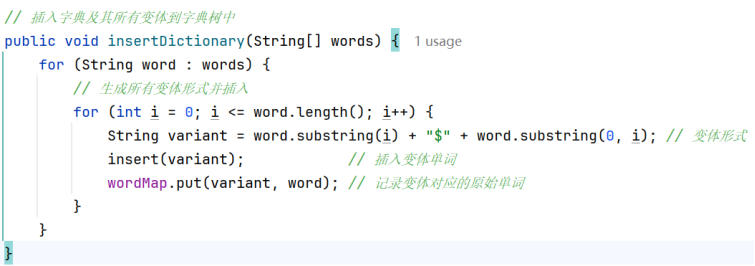 // 插入字典及其所有变体到字典树中
public void insertDictionary(String[] words) { 1 usage
for (String word : words) {
// 生成所有变体形式并插入
for (int i = 0; i <= word.length(); i++) {
String variant = word.substring(i) + "$" + word.substring(0, i); // 变体形式
insert(variant); // 插入变体单词
wordMap.put(variant, word); // 记录变体对应的原始单词
}
}
}